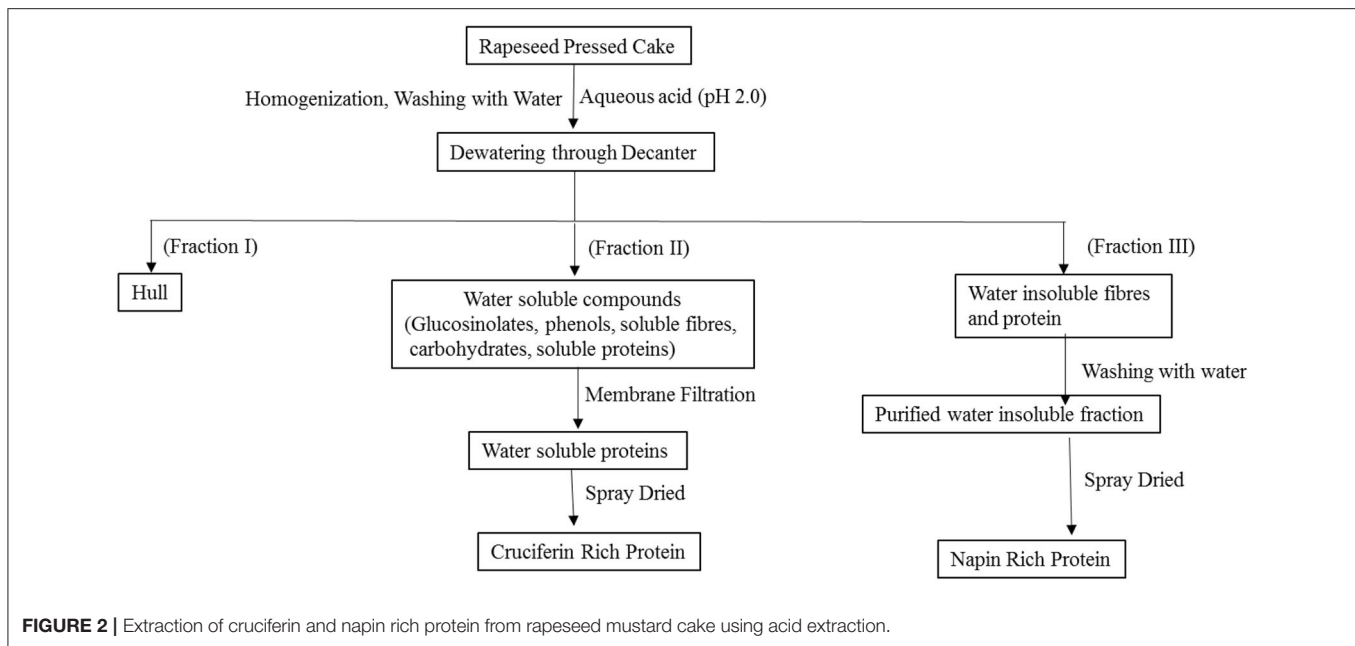 Rapeseed Pressed Cake
Homogenization, Washing with Water
Aqueous acid (pH 2.0)
Dewatering through Decanter
(Fraction I)
(Fraction II)
(Fraction III)
Hull
Water soluble compounds
(Glucosinolates, phenols, soluble fibres,
carbohydrates, soluble proteins)
Water insoluble fibres
and protein
Membrane Filtration
Washing with water
Water soluble proteins
Purified water insoluble fraction
Spray Dried
Spray Dried
Cruciferin Rich Protein
Napin Rich Protein
FIGURE 2 | Extraction of cruciferin and napin rich protein from rapeseed mustard cake using acid extraction.